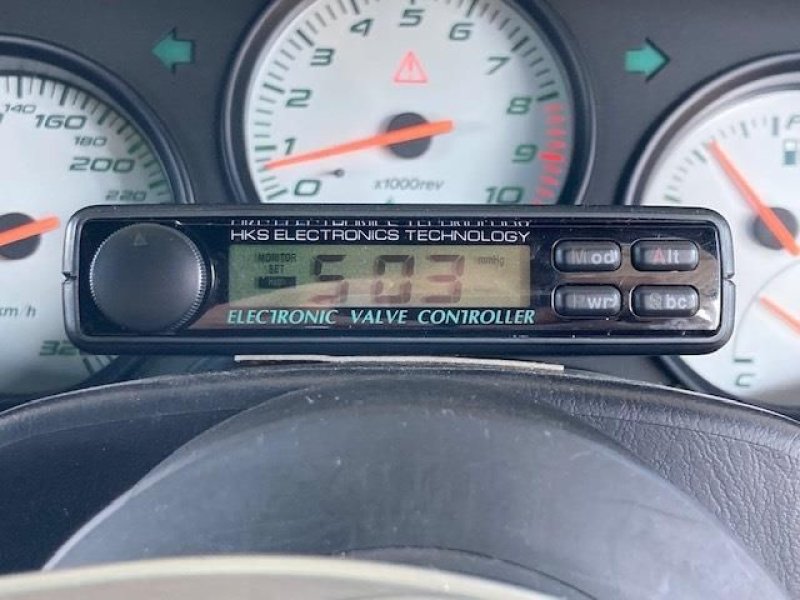 2 3 4 5 6 7 8 9 10
1
0
x1000rev
140 160 180 200 220
km/h
320
F
C
HKS ELECTRONICS TECHNOLOGY
MONITOR
SET
503 mmHg
ELECTRONIC VALVE CONTROLLER
Mod Alt
Pwr Sbc